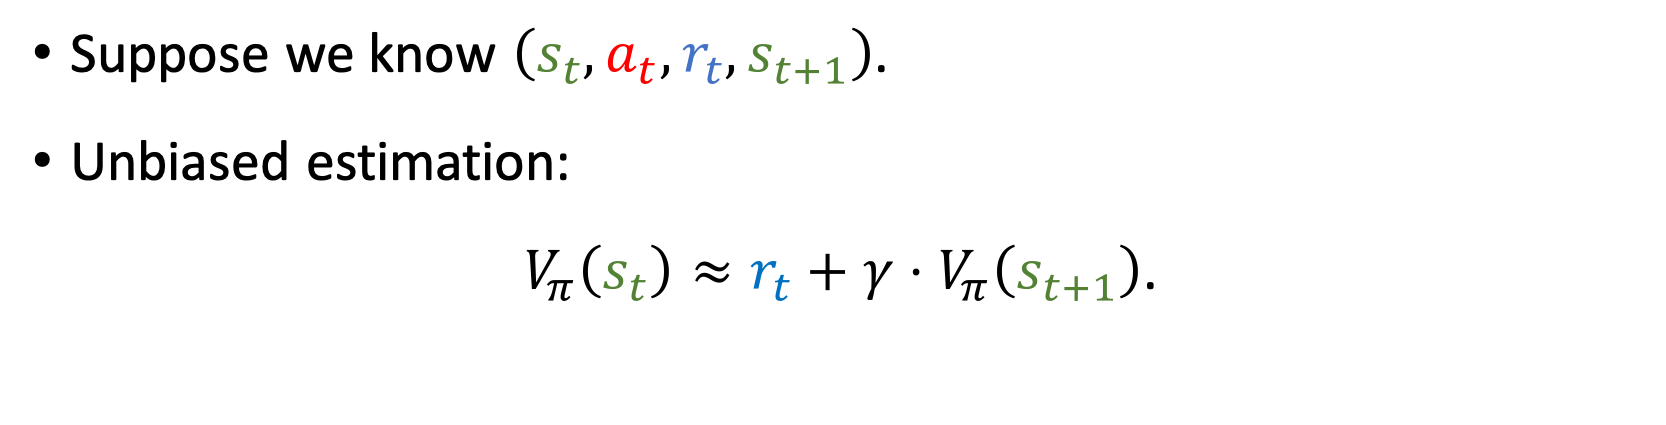 • Suppose we know (s_t, a_t, r_t, s_{t+1}).
• Unbiased estimation:
V_π(s_t) ≈ r_t + γ · V_π(s_{t+1}).